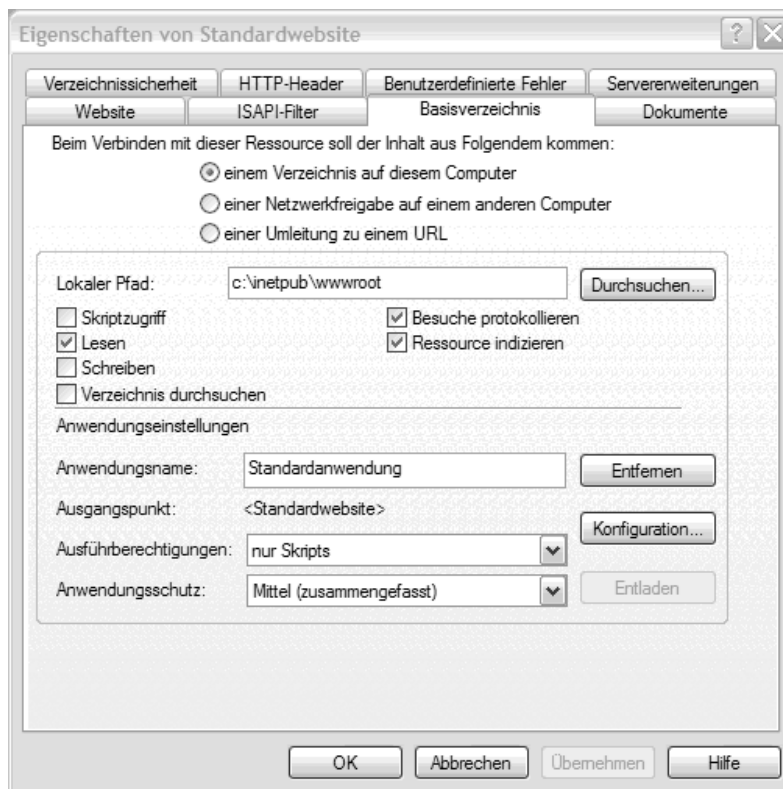 Eigenschaften von Standardwebsite
Verzeichnissicherheit HTTP-Header Benutzerdefinierte Fehler Servererweiterungen
Website ISAPI-Filter Basisverzeichnis Dokumente
Beim Verbinden mit dieser Ressource soll der Inhalt aus Folgendem kommen:
einem Verzeichnis auf diesem Computer
einer Netzwerkfreigabe auf einem anderen Computer
einer Umleitung zu einem URL
Lokaler Pfad: c:\inetpub\wwwroot Durchsuchen...
Skriptzugriff Besuche protokollieren
Lesen Ressource indizieren
Schreiben
Verzeichnis durchsuchen
Anwendungseinstellungen
Anwendungsname: Standardanwendung Entfernen
Ausgangspunkt: <Standardwebsite>
Konfiguration...
Ausführberechtigungen: nur Skripts
Anwendungsschutz: Mittel (zusammengefasst) Entladen
OK Abbrechen Übernehmen Hilfe